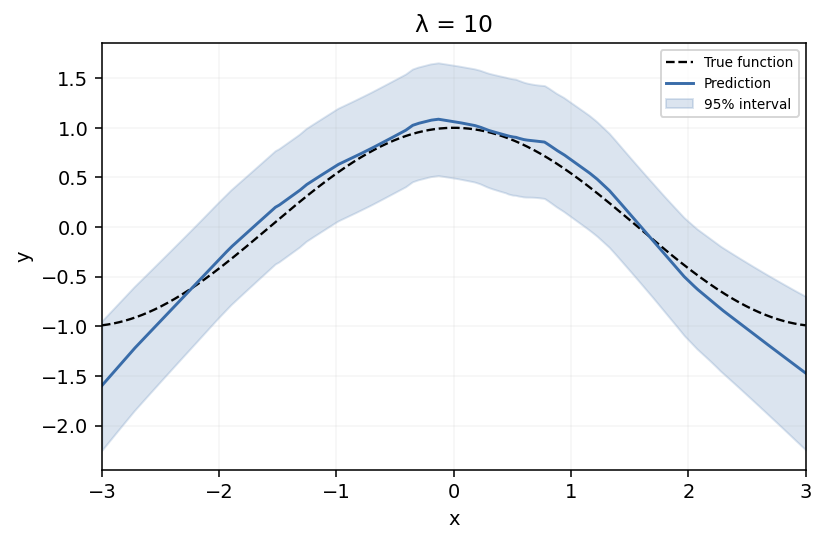 λ = 10
True function
Prediction
95% interval
y
1.5
1.0
0.5
0.0
−0.5
−1.0
−1.5
−2.0
−3 −2 −1 0 1 2 3
x